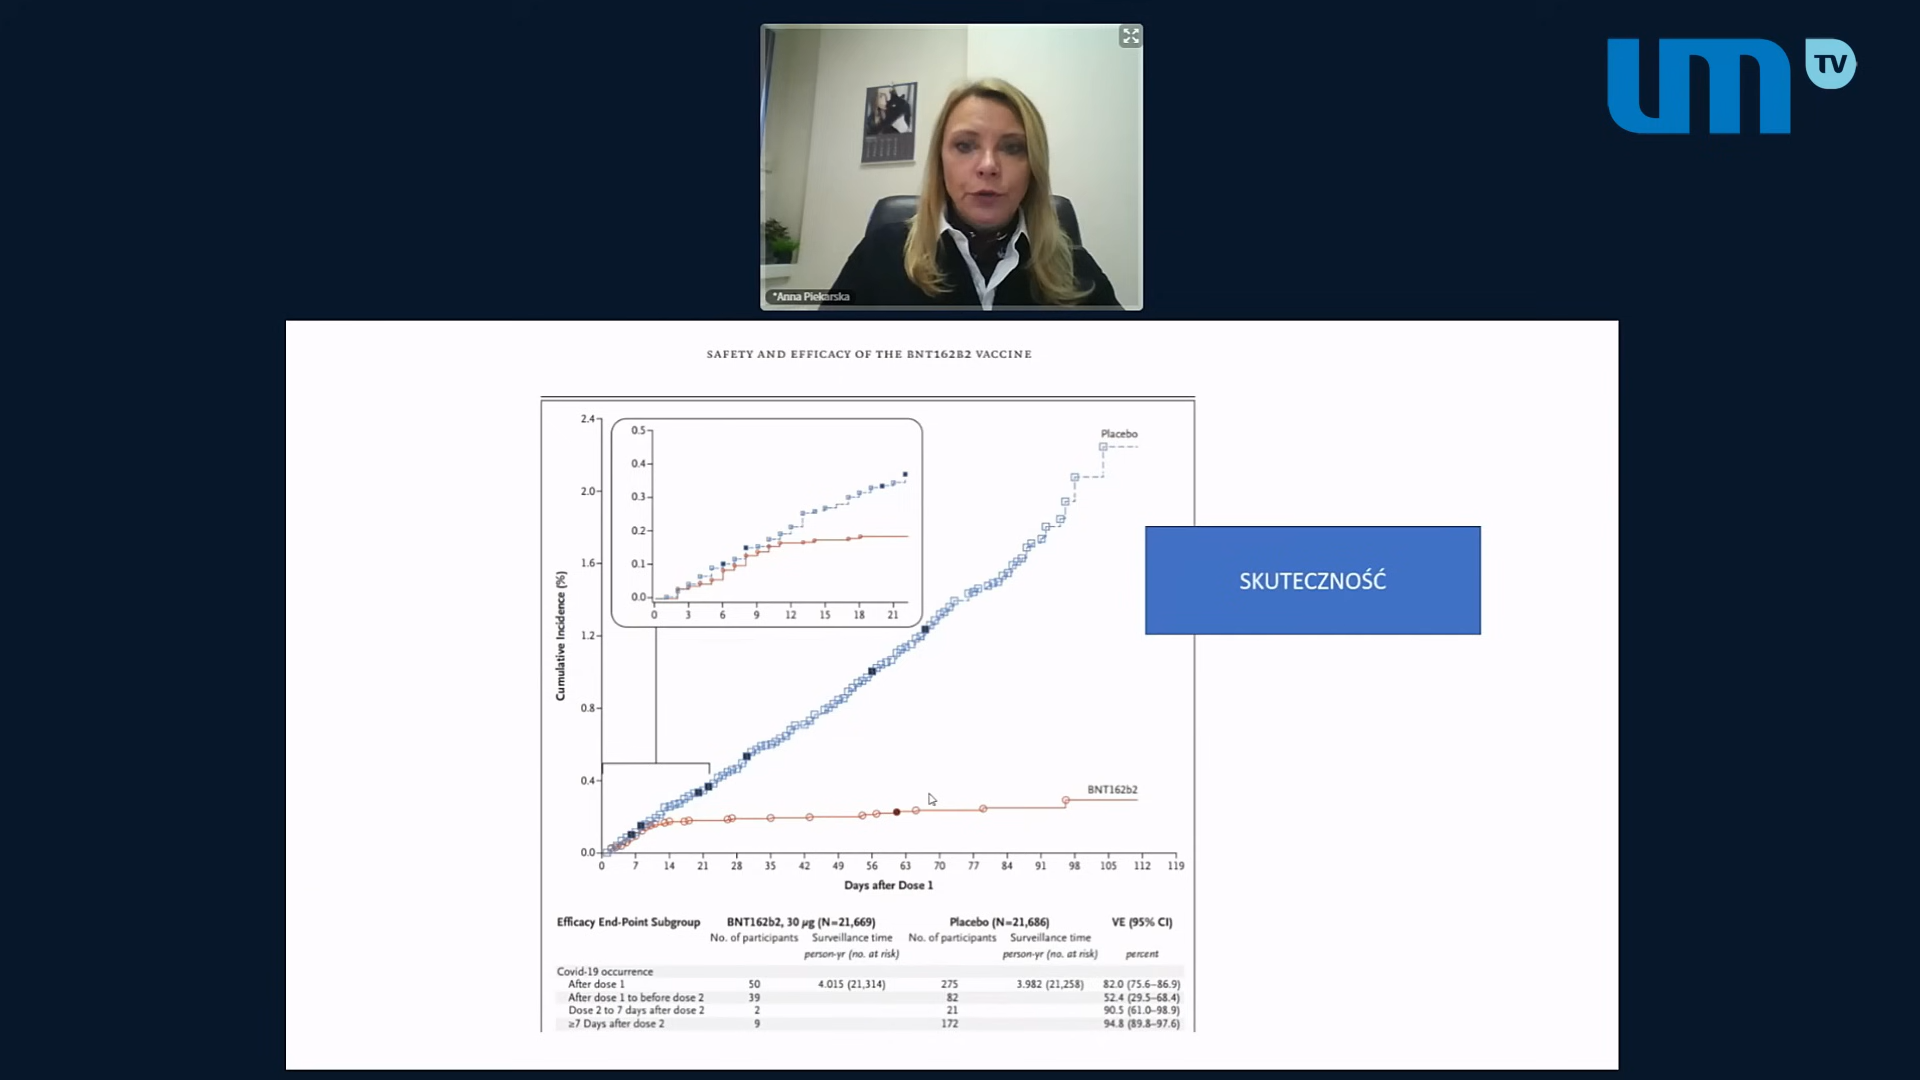 UM TV
*Anna Piekarska
SAFETY AND EFFICACY OF THE BNT162B2 VACCINE
2.4
2.0
1.6
1.2
0.8
0.4
0.0
Cumulative Incidence (%)
0.5
0.4
0.3
0.2
0.1
0.0
0 3 6 9 12 15 18 21
Placebo
SKUTECZNOŚĆ
BNT162b2
0 7 14 21 28 35 42 49 56 63 70 77 84 91 98 105 112 119
Days after Dose 1
Efficacy End-Point Subgroup BNT162b2, 30 μg (N=21,669) Placebo (N=21,686) VE (95% CI)
No. of participants Surveillance time No. of participants Surveillance time
person-yr (no. at risk) person-yr (no. at risk) percent
Covid-19 occurrence
After dose 1 50 4.015 (21,314) 275 3.982 (21,258) 82.0 (75.6–86.9)
After dose 1 to before dose 2 39 82 52.4 (29.5–68.4)
Dose 2 to 7 days after dose 2 2 21 90.5 (61.0–98.9)
≥7 Days after dose 2 9 172 94.8 (89.8–97.6)